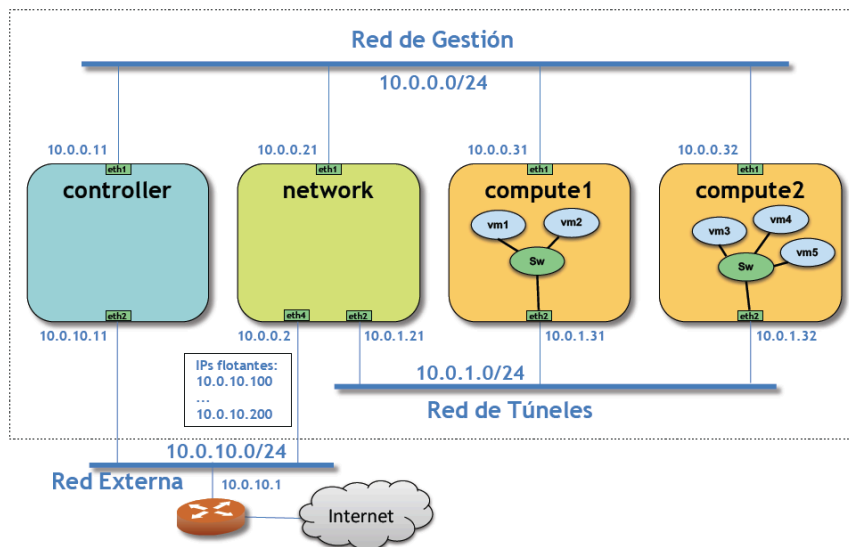 Red de Gestión
10.0.0.0/24
10.0.0.11
10.0.0.21
10.0.0.31
10.0.0.32
eth1
eth1
eth1
eth1
controller
network
compute1
compute2
vm1
vm2
Sw
vm3
vm4
vm5
Sw
eth2
eth4
eth2
eth2
eth2
10.0.10.11
10.0.0.2
10.0.1.21
10.0.1.31
10.0.1.32
IPs flotantes:
10.0.10.100
...
10.0.10.200
10.0.1.0/24
Red de Túneles
10.0.10.0/24
Red Externa
10.0.10.1
Internet